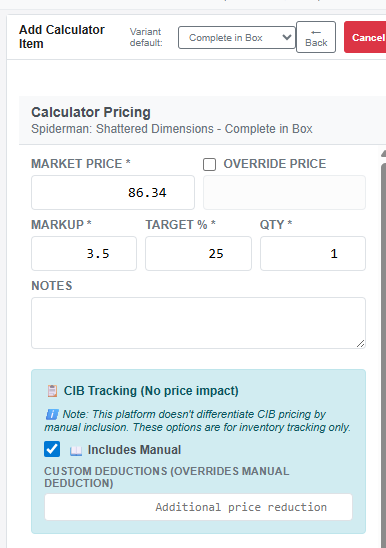 Add Calculator Item
Variant default:
Complete in Box
← Back
Cancel
Calculator Pricing
Spiderman: Shattered Dimensions - Complete in Box
MARKET PRICE *
OVERRIDE PRICE
86.34
MARKUP *
TARGET % *
QTY *
3.5
25
1
NOTES
CIB Tracking (No price impact)
Note: This platform doesn't differentiate CIB pricing by
manual inclusion. These options are for inventory tracking only.
Includes Manual
CUSTOM DEDUCTIONS (OVERRIDES MANUAL
DEDUCTION)
Additional price reduction